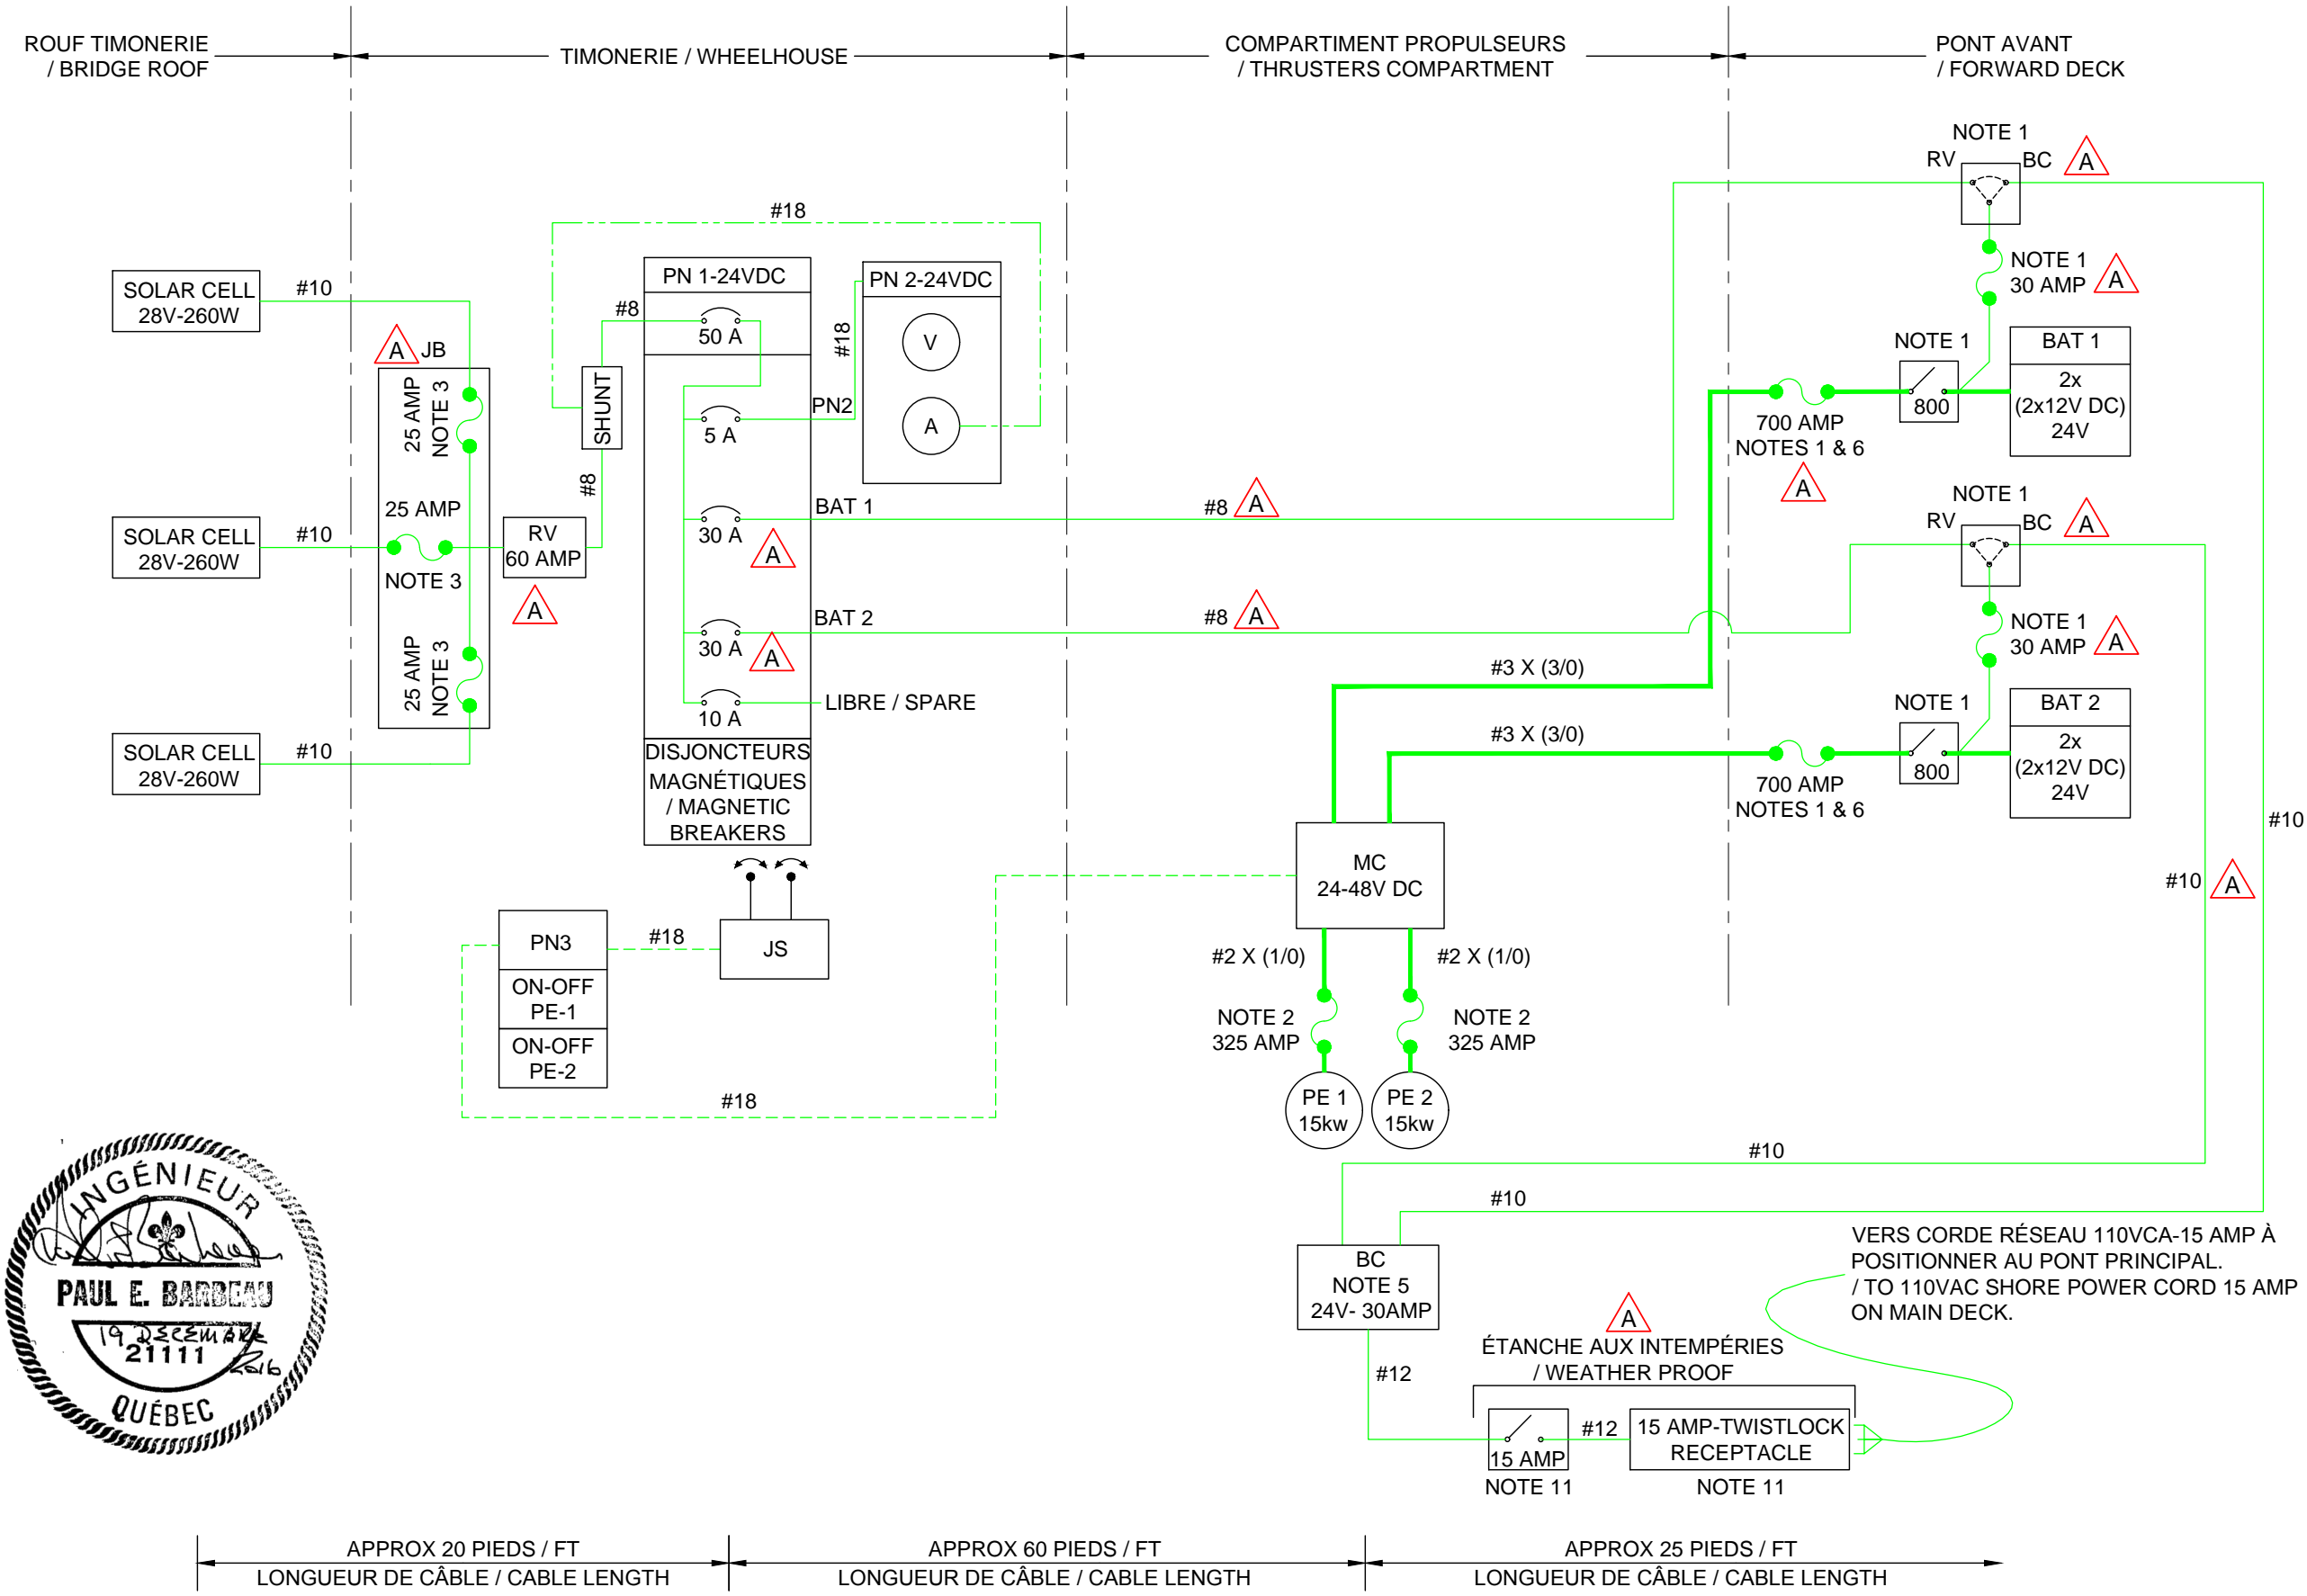 ROUF TIMONERIE
/ BRIDGE ROOF
TIMONERIE / WHEELHOUSE
COMPARTIMENT PROPULSEURS
/ THRUSTERS COMPARTMENT
PONT AVANT
/ FORWARD DECK
SOLAR CELL
28V-260W
#10
SOLAR CELL
28V-260W
#10
SOLAR CELL
28V-260W
#10
A JB
25 AMP
NOTE 3
25 AMP
NOTE 3
25 AMP
NOTE 3
RV
60 AMP
A
#8
SHUNT
#8
#18
PN 1-24VDC
50 A
5 A
PN2
30 A
A
BAT 1
30 A
A
BAT 2
10 A
LIBRE / SPARE
DISJONCTEURS
MAGNÉTIQUES
/ MAGNETIC
BREAKERS
#18
PN 2-24VDC
V
A
#8 A
#8 A
#3 X (3/0)
#3 X (3/0)
NOTE 1
RV BC A
NOTE 1
30 AMP A
NOTE 1
800
BAT 1
2x
(2x12V DC)
24V
700 AMP
NOTES 1 & 6
A
NOTE 1
RV BC A
NOTE 1
30 AMP A
NOTE 1
800
BAT 2
2x
(2x12V DC)
24V
700 AMP
NOTES 1 & 6
#10
#10 A
MC
24-48V DC
#2 X (1/0)
#2 X (1/0)
NOTE 2
325 AMP
NOTE 2
325 AMP
PE 1
15kw
PE 2
15kw
PN3
ON-OFF
PE-1
ON-OFF
PE-2
#18
JS
#18
#10
#10
BC
NOTE 5
24V- 30AMP
#12
A
ÉTANCHE AUX INTEMPÉRIES
/ WEATHER PROOF
15 AMP
NOTE 11
#12
15 AMP-TWISTLOCK
RECEPTACLE
NOTE 11
VERS CORDE RÉSEAU 110VCA-15 AMP À
POSITIONNER AU PONT PRINCIPAL.
/ TO 110VAC SHORE POWER CORD 15 AMP
ON MAIN DECK.
INGÉNIEUR
PAUL E. BARBEAU
19 DECEMBRE
21111
2016
QUÉBEC
APPROX 20 PIEDS / FT
LONGUEUR DE CÂBLE / CABLE LENGTH
APPROX 60 PIEDS / FT
LONGUEUR DE CÂBLE / CABLE LENGTH
APPROX 25 PIEDS / FT
LONGUEUR DE CÂBLE / CABLE LENGTH